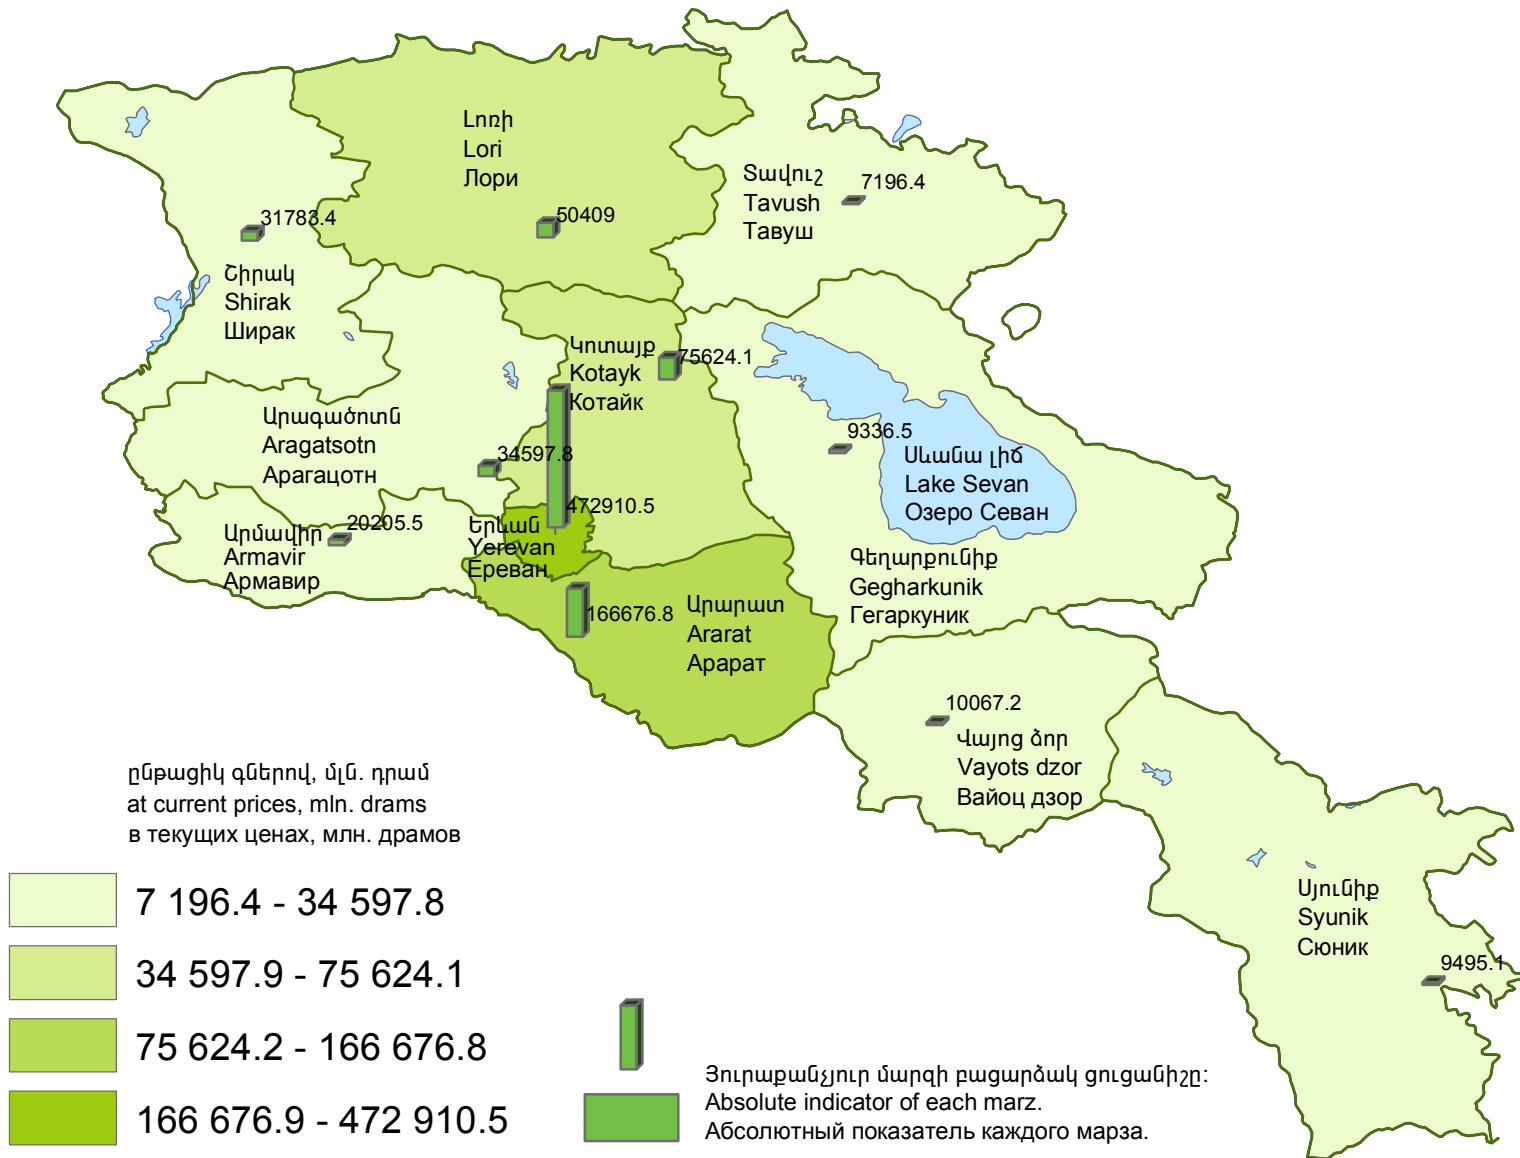 Լոռի
Lori
Лори
50409
Տավուշ
Tavush
Тавуш
7196.4
31783.4
Շիրակ
Shirak
Ширак
Կոտայք
Kotayk
Котайк
75624.1
Արագածոտն
Aragatsotn
Арагацотн
34597.8
9336.5
Սևանա լիճ
Lake Sevan
Озеро Севан
Արմավիր
Armavir
Армавир
20205.5
Երևան
Yerevan
Ереван
472910.5
Գեղարքունիք
Gegharkunik
Гегаркуник
166676.8
Արարատ
Ararat
Арарат
10067.2
Վայոց ձոր
Vayots dzor
Вайоц дзор
Սյունիք
Syunik
Сюник
9495.1
ընթացիկ գներով, մլն. դրամ
at current prices, mln. drams
в текущих ценах, млн. драмов
7 196.4 - 34 597.8
34 597.9 - 75 624.1
75 624.2 - 166 676.8
166 676.9 - 472 910.5
Յուրաքանչյուր մարզի բացարձակ ցուցանիշը:
Absolute indicator of each marz.
Абсолютный показатель каждого марза.